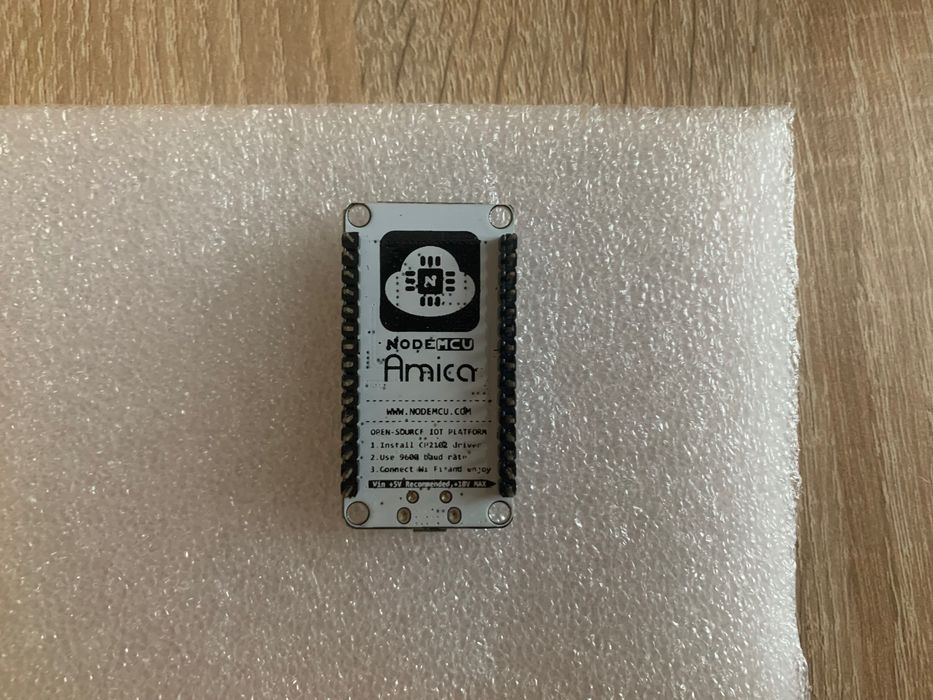 N
NODEMCU
Amica
WWW.NODEMCU.COM
OPEN-SOURCE IOT PLATFORM
1.Install CP2102 driver
2.Use 9600 baud rate
3.Connect Wi Fi and enjoy
Vin +5V Recommended,+10V MAX